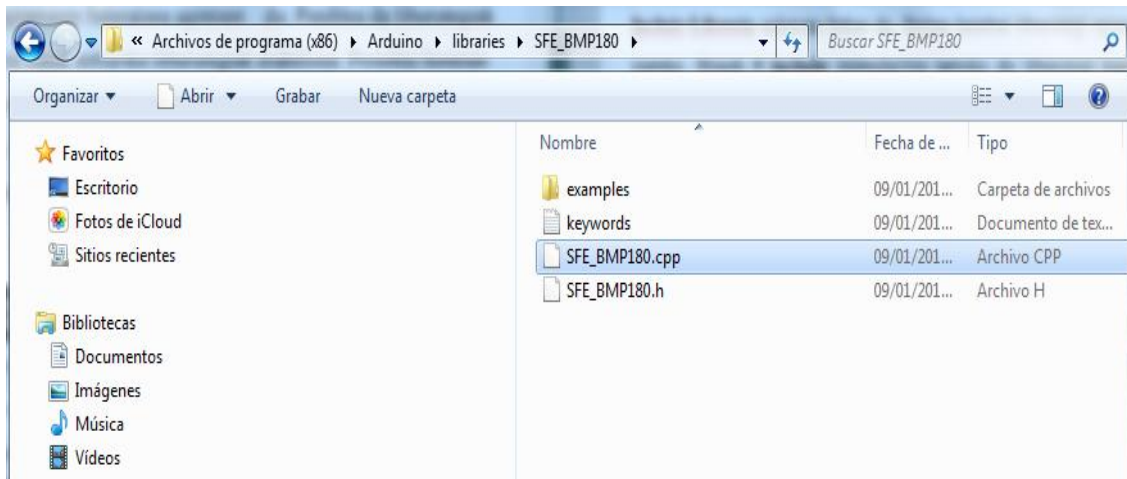 « Archivos de programa (x86) ▸ Arduino ▸ libraries ▸ SFE_BMP180 ▸ Buscar SFE_BMP180
Organizar Abrir Grabar Nueva carpeta
Nombre Fecha de ... Tipo
Favoritos
Escritorio
Fotos de iCloud
Sitios recientes
Bibliotecas
Documentos
Imágenes
Música
Vídeos
examples 09/01/201... Carpeta de archivos
keywords 09/01/201... Documento de tex...
SFE_BMP180.cpp 09/01/201... Archivo CPP
SFE_BMP180.h 09/01/201... Archivo H